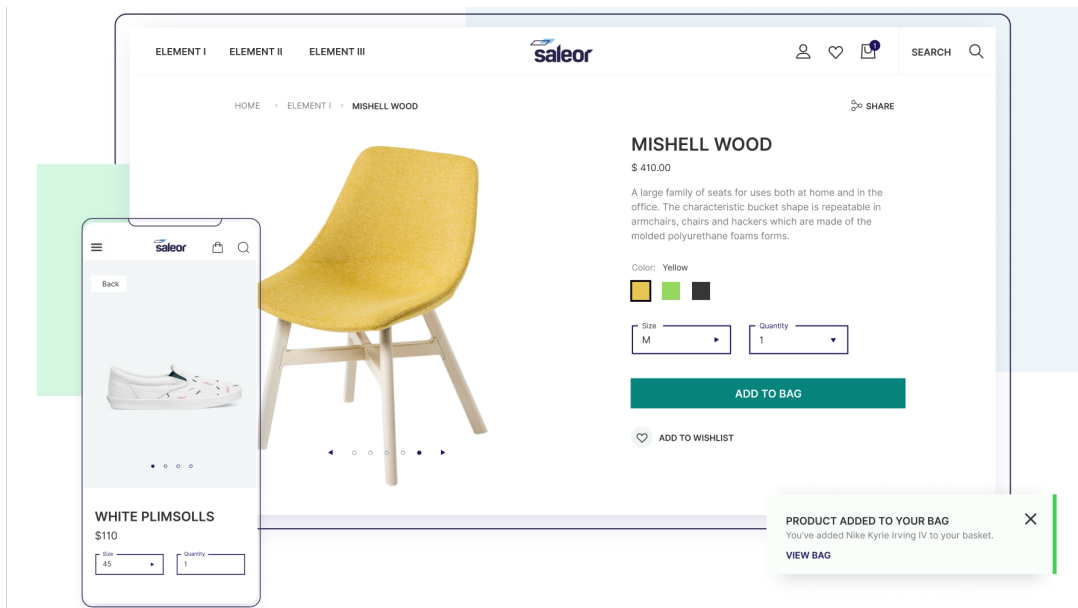 ELEMENT I
ELEMENT II
ELEMENT III
saleor
1
SEARCH
HOME
ELEMENT I
MISHELL WOOD
SHARE
MISHELL WOOD
$ 410.00
A large family of seats for uses both at home and in the
office. The characteristic bucket shape is repeatable in
armchairs, chairs and hackers which are made of the
molded polyurethane foams forms.
Color: Yellow
Size
M
Quantity
1
ADD TO BAG
ADD TO WISHLIST
saleor
Back
WHITE PLIMSOLLS
$110
Size
45
Quantity
1
PRODUCT ADDED TO YOUR BAG
You've added Nike Kyrie Irving IV to your basket.
VIEW BAG